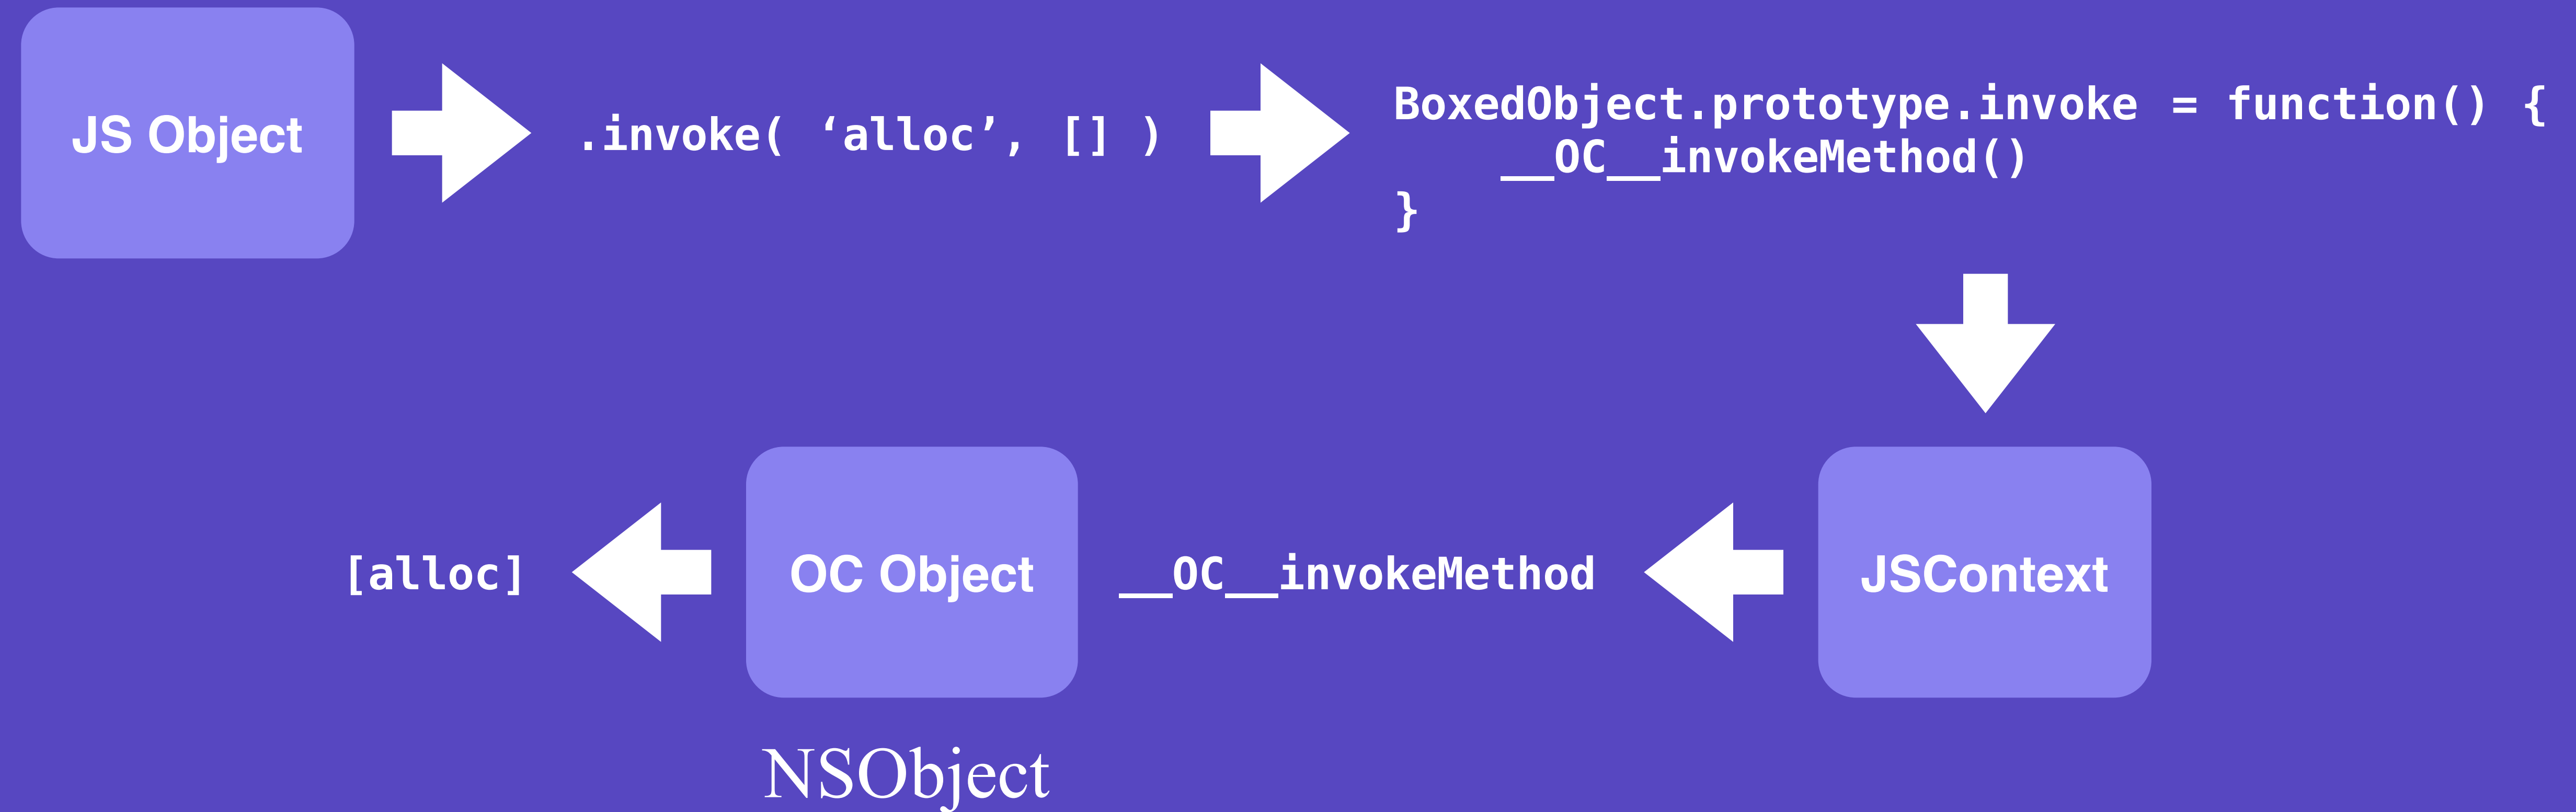 JS Object
.invoke( ‘alloc’, [] )
BoxedObject.prototype.invoke = function() {
__OC__invokeMethod()
}
[alloc]
OC Object
__OC__invokeMethod
JSContext
NSObject